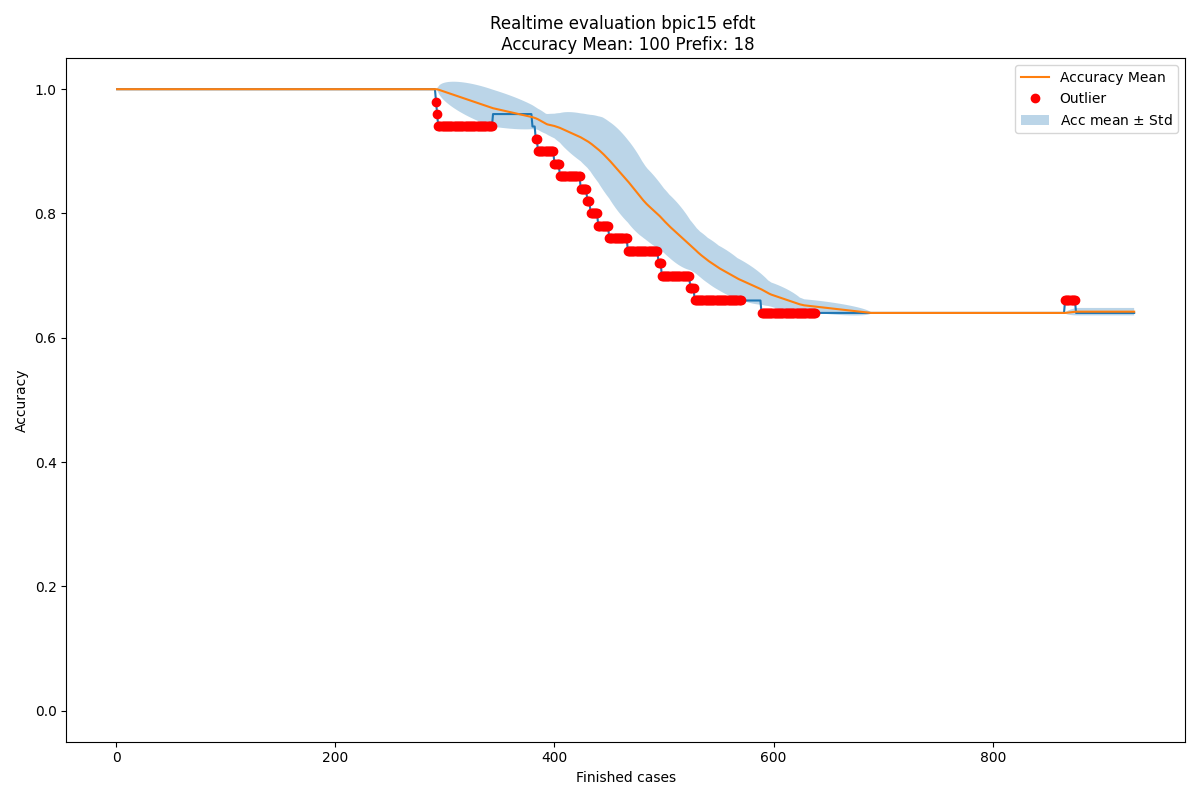 Realtime evaluation bpic15 efdt
Accuracy Mean: 100 Prefix: 18
Accuracy Mean
Outlier
Acc mean ± Std
1.0
0.8
0.6
0.4
0.2
0.0
Accuracy
0 200 400 600 800
Finished cases